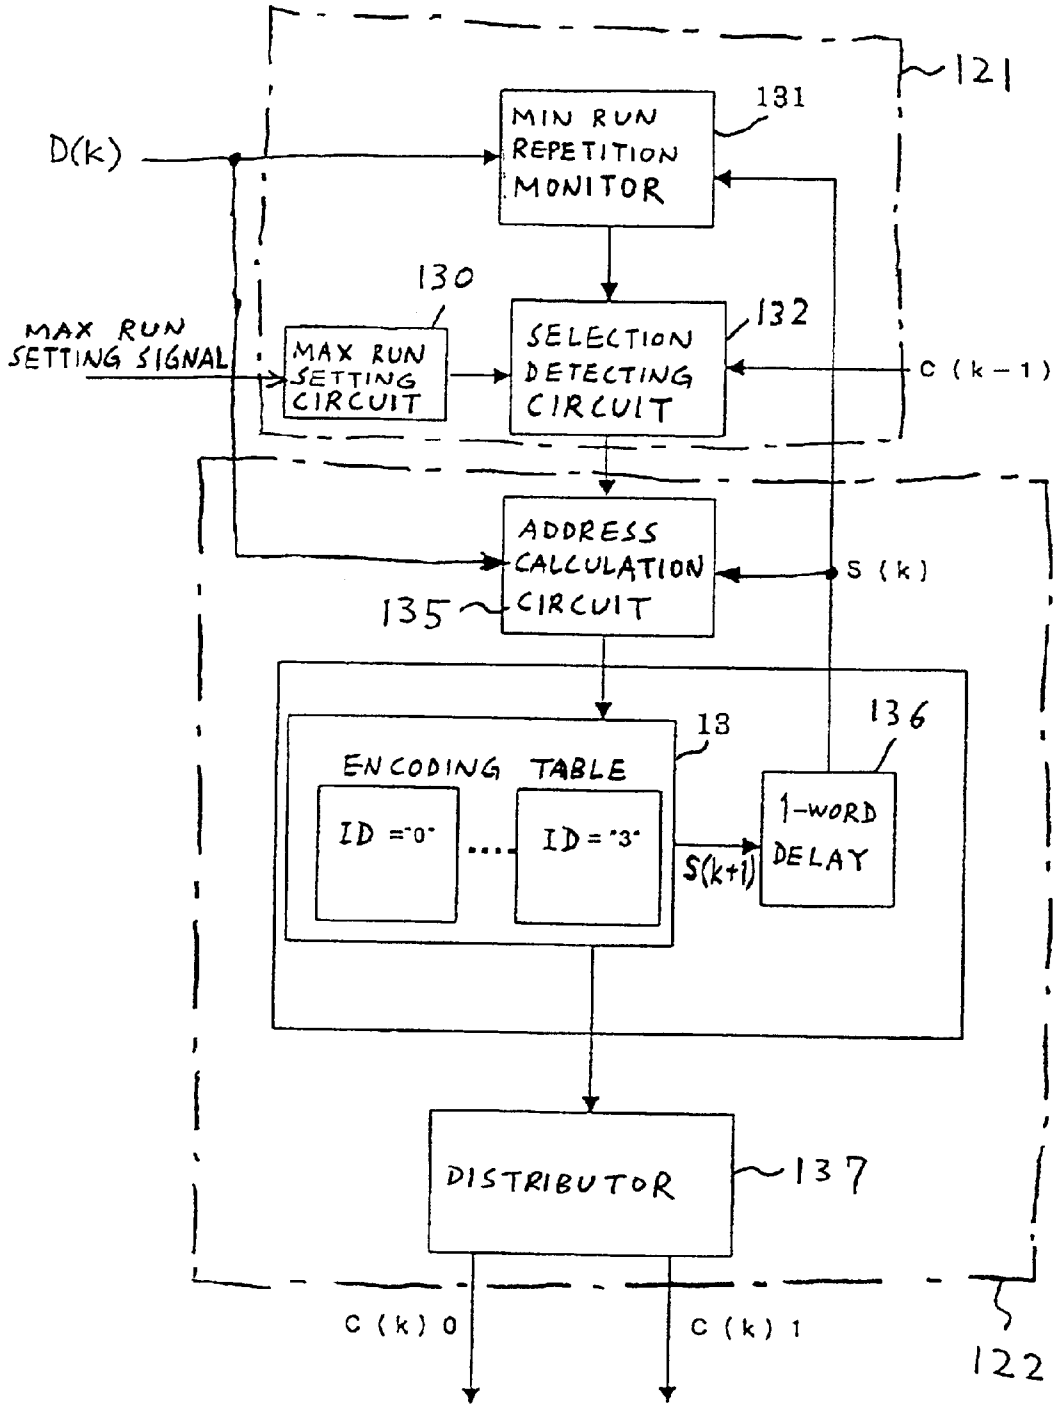 121
131
MIN RUN
REPETITION
MONITOR
D(k)
130
132
MAX RUN
SETTING SIGNAL
MAX RUN
SETTING
CIRCUIT
SELECTION
DETECTING
CIRCUIT
C (k-1)
ADDRESS
CALCULATION
CIRCUIT
135
S (k)
13
136
ENCODING TABLE
ID ="0"
....
ID = "3"
S(k+1)
1-WORD
DELAY
DISTRIBUTOR
137
C (k) 0
C (k) 1
122